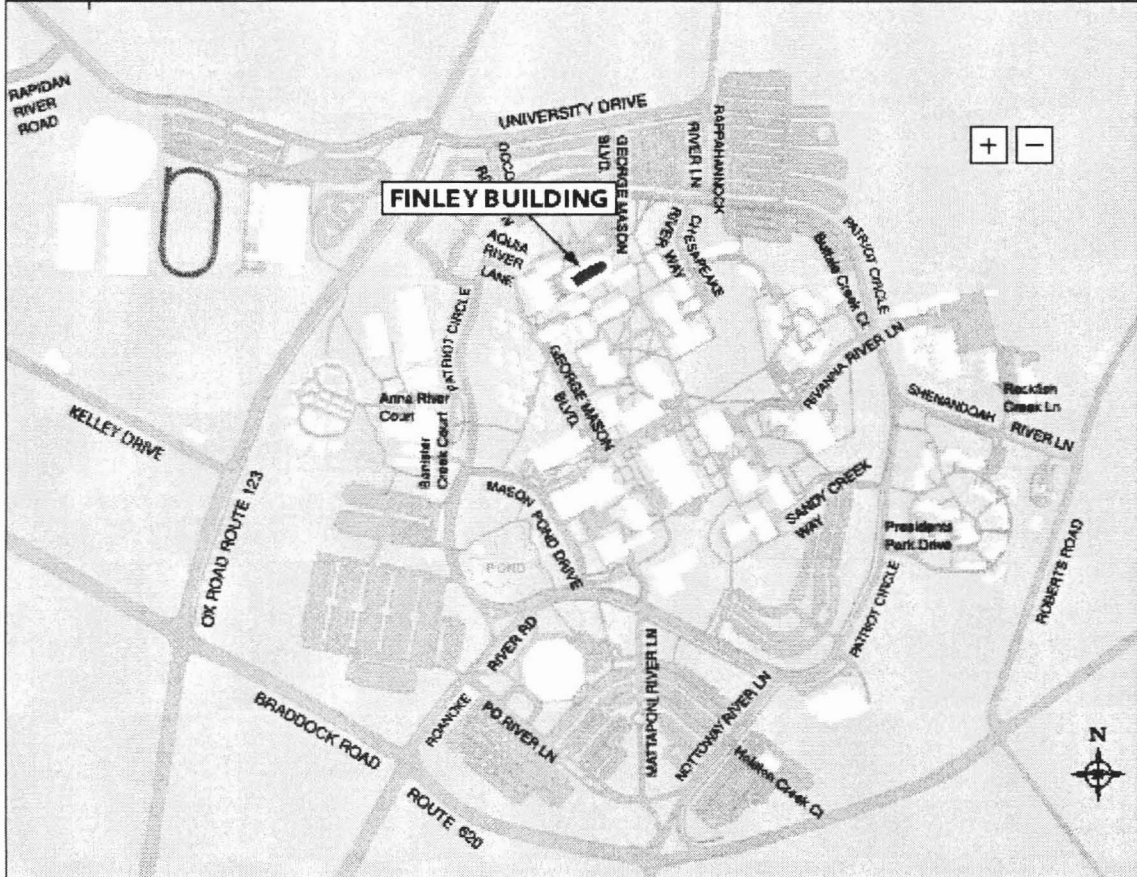 RAPIDAN
RIVER
ROAD
UNIVERSITY DRIVE
GEORGE MASON
BLVD.
RAPPAHANNOCK
RIVER LN
+ −
FINLEY BUILDING
AQUIA
RIVER
LANE
CHESAPEAKE
RIVER WAY
PATRIOT CIRCLE
Buffalo Creek Ct
PATRIOT CIRCLE
RIVANNA RIVER LN
GEORGE MASON
BLVD.
Anna River
Court
Banister
Creek Court
KELLEY DRIVE
SHENANDOAH
RIVER LN
Rockfish
Creek Ln
OX ROAD ROUTE 123
MASON POND DRIVE
SANDY CREEK
WAY
Presidents
Park Drive
POND
ROBERTS ROAD
PATRIOT CIRCLE
ROANOKE RIVER RD
MATTAPONI RIVER LN
NOTTOWAY RIVER LN
PO RIVER LN
BRADDOCK ROAD
ROUTE 620
Holston Creek Ct
N